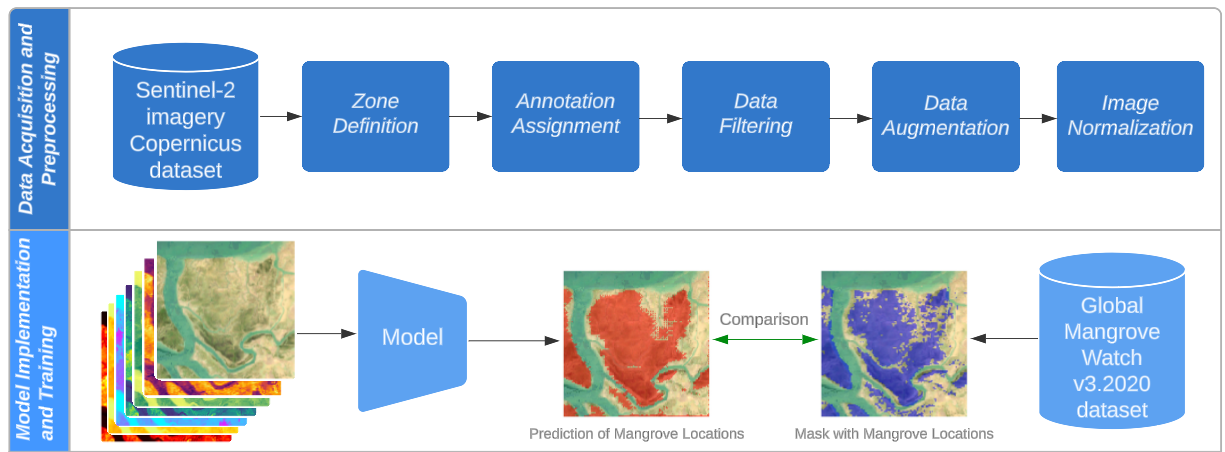 Data Acquisition and
Preprocessing
Sentinel-2
imagery
Copernicus
dataset
Zone
Definition
Annotation
Assignment
Data
Filtering
Data
Augmentation
Image
Normalization
Model Implementation
and Training
Model
Prediction of Mangrove Locations
Comparison
Mask with Mangrove Locations
Global
Mangrove
Watch
v3.2020
dataset